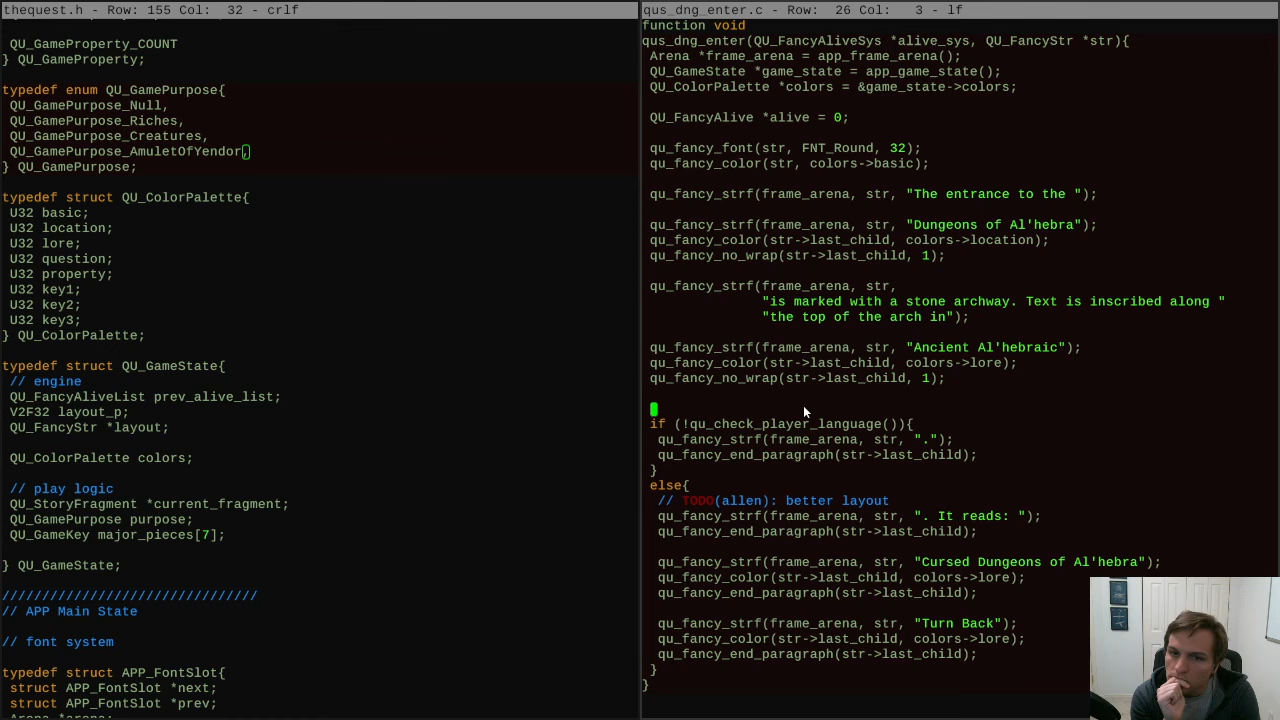 thequest.h - Row: 155 Col:  32 - crlf
QU_GameProperty_COUNT
} QU_GameProperty;
typedef enum QU_GamePurpose{
QU_GamePurpose_Null,
QU_GamePurpose_Riches,
QU_GamePurpose_Creatures,
QU_GamePurpose_AmuletOfYendor,
} QU_GamePurpose;
typedef struct QU_ColorPalette{
U32 basic;
U32 location;
U32 lore;
U32 question;
U32 property;
U32 key1;
U32 key2;
U32 key3;
} QU_ColorPalette;
typedef struct QU_GameState{
// engine
QU_FancyAliveList prev_alive_list;
V2F32 layout_p;
QU_FancyStr *layout;
QU_ColorPalette colors;
// play logic
QU_StoryFragment *current_fragment;
QU_GamePurpose purpose;
QU_GameKey major_pieces[7];
} QU_GameState;
////////////////////////////////
// APP Main State
// font system
typedef struct APP_FontSlot{
struct APP_FontSlot *next;
struct APP_FontSlot *prev;
qus_dng_enter.c - Row:  26 Col:   3 - lf
function void
qus_dng_enter(QU_FancyAliveSys *alive_sys, QU_FancyStr *str){
Arena *frame_arena = app_frame_arena();
QU_GameState *game_state = app_game_state();
QU_ColorPalette *colors = &game_state->colors;
QU_FancyAlive *alive = 0;
qu_fancy_font(str, FNT_Round, 32);
qu_fancy_color(str, colors->basic);
qu_fancy_strf(frame_arena, str, "The entrance to the ");
qu_fancy_strf(frame_arena, str, "Dungeons of Al'hebra");
qu_fancy_color(str->last_child, colors->location);
qu_fancy_no_wrap(str->last_child, 1);
qu_fancy_strf(frame_arena, str,
"is marked with a stone archway. Text is inscribed along "
"the top of the arch in");
qu_fancy_strf(frame_arena, str, "Ancient Al'hebraic");
qu_fancy_color(str->last_child, colors->lore);
qu_fancy_no_wrap(str->last_child, 1);
if (!qu_check_player_language()){
qu_fancy_strf(frame_arena, str, ".");
qu_fancy_end_paragraph(str->last_child);
}
else{
// TODO(allen): better layout
qu_fancy_strf(frame_arena, str, ". It reads: ");
qu_fancy_end_paragraph(str->last_child);
qu_fancy_strf(frame_arena, str, "Cursed Dungeons of Al'hebra");
qu_fancy_color(str->last_child, colors->lore);
qu_fancy_end_paragraph(str->last_child);
qu_fancy_strf(frame_arena, str, "Turn Back");
qu_fancy_color(str->last_child, colors->lore);
qu_fancy_end_paragraph(str->last_child);
}
}